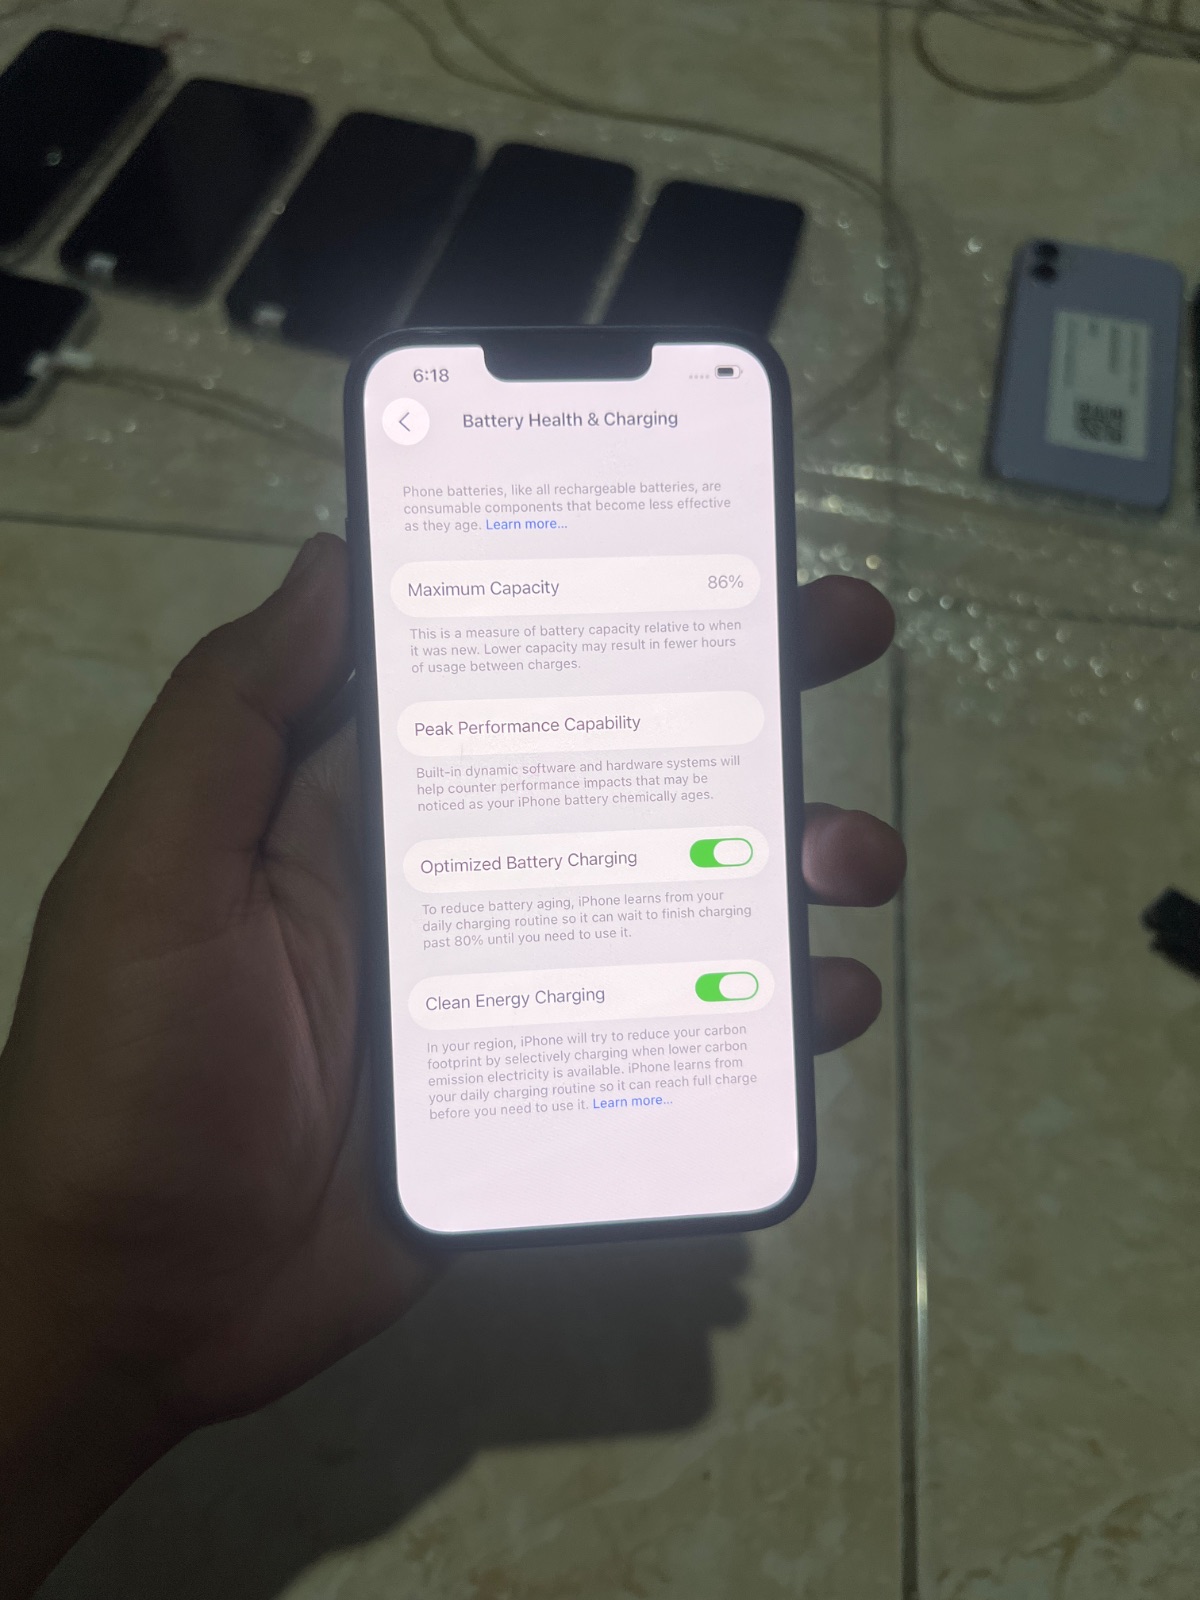 6:18
Battery Health & Charging
Phone batteries, like all rechargeable batteries, are
consumable components that become less effective
as they age. Learn more...
Maximum Capacity 86%
This is a measure of battery capacity relative to when
it was new. Lower capacity may result in fewer hours
of usage between charges.
Peak Performance Capability
Built-in dynamic software and hardware systems will
help counter performance impacts that may be
noticed as your iPhone battery chemically ages.
Optimized Battery Charging
To reduce battery aging, iPhone learns from your
daily charging routine so it can wait to finish charging
past 80% until you need to use it.
Clean Energy Charging
In your region, iPhone will try to reduce your carbon
footprint by selectively charging when lower carbon
emission electricity is available. iPhone learns from
your daily charging routine so it can reach full charge
before you need to use it. Learn more...